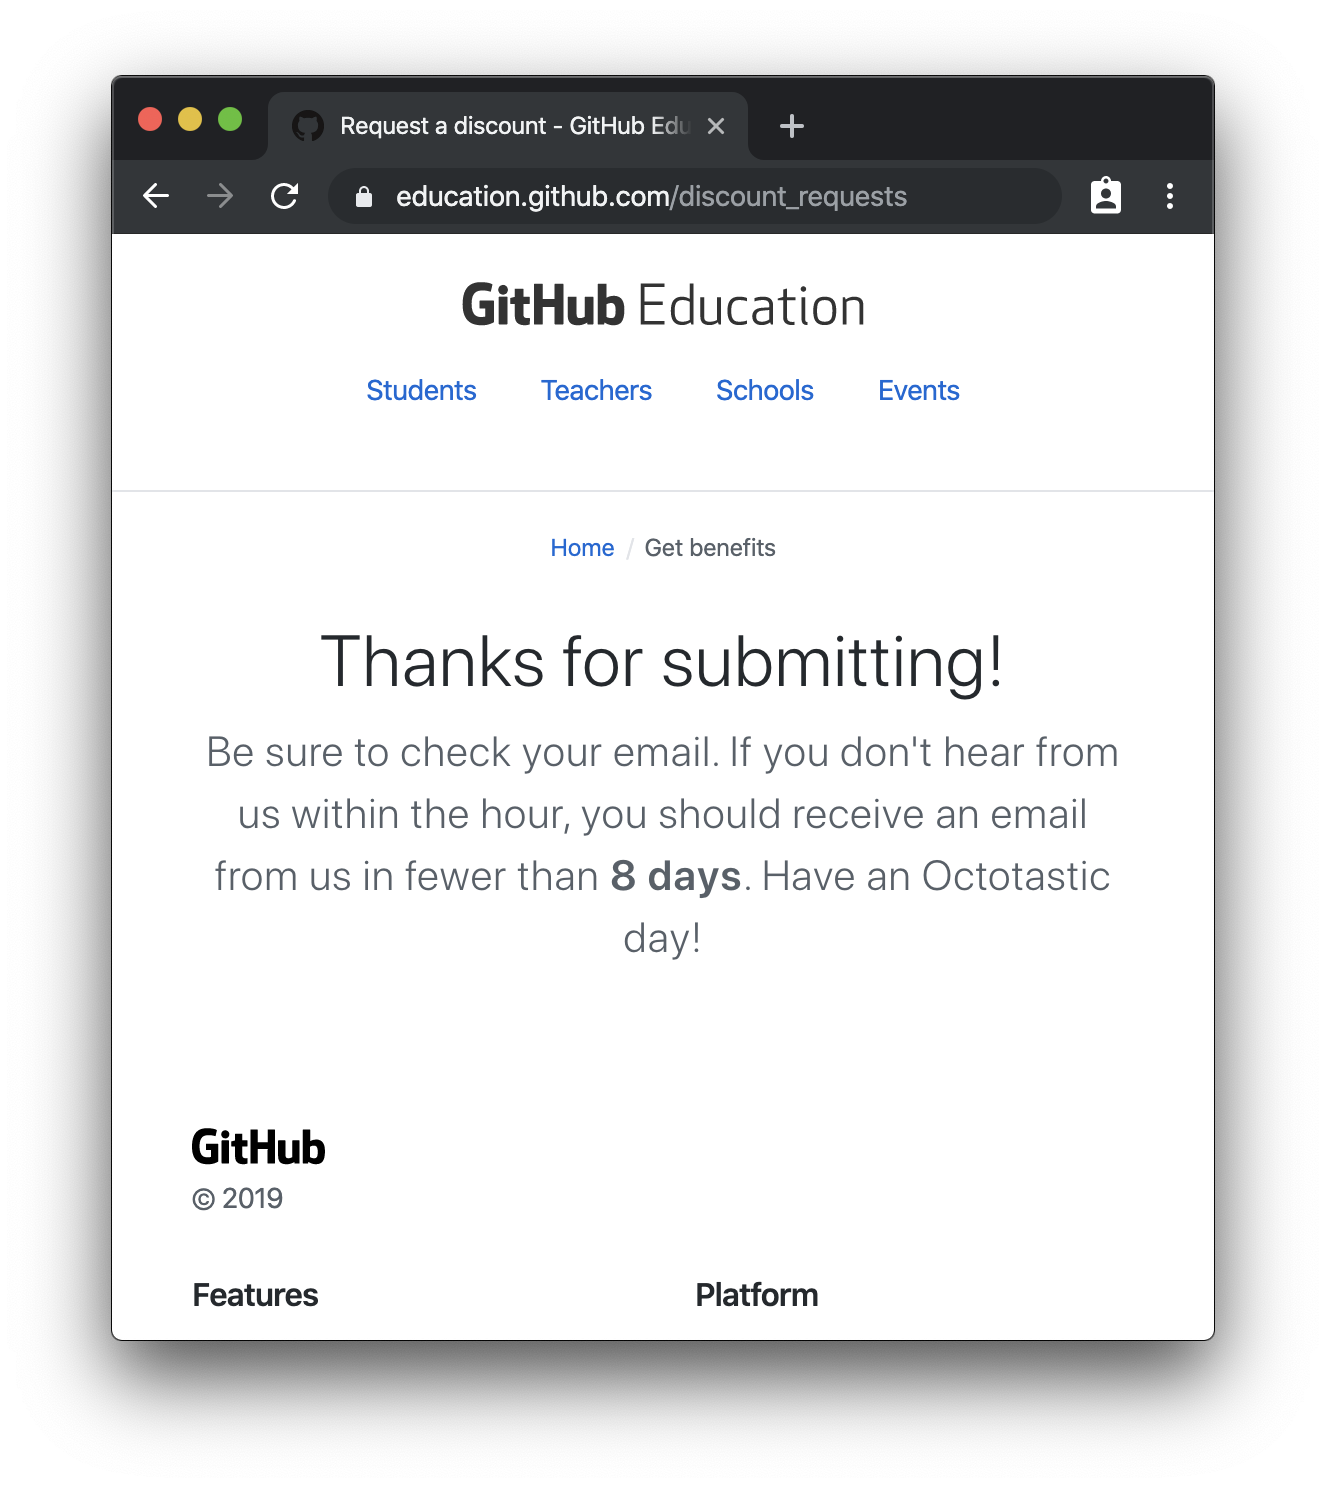 Request a discount - GitHub Edu
education.github.com/discount_requests
GitHub Education
Students Teachers Schools Events
Home / Get benefits
Thanks for submitting!
Be sure to check your email. If you don't hear from
us within the hour, you should receive an email
from us in fewer than 8 days. Have an Octotastic
day!
GitHub
© 2019
Features Platform